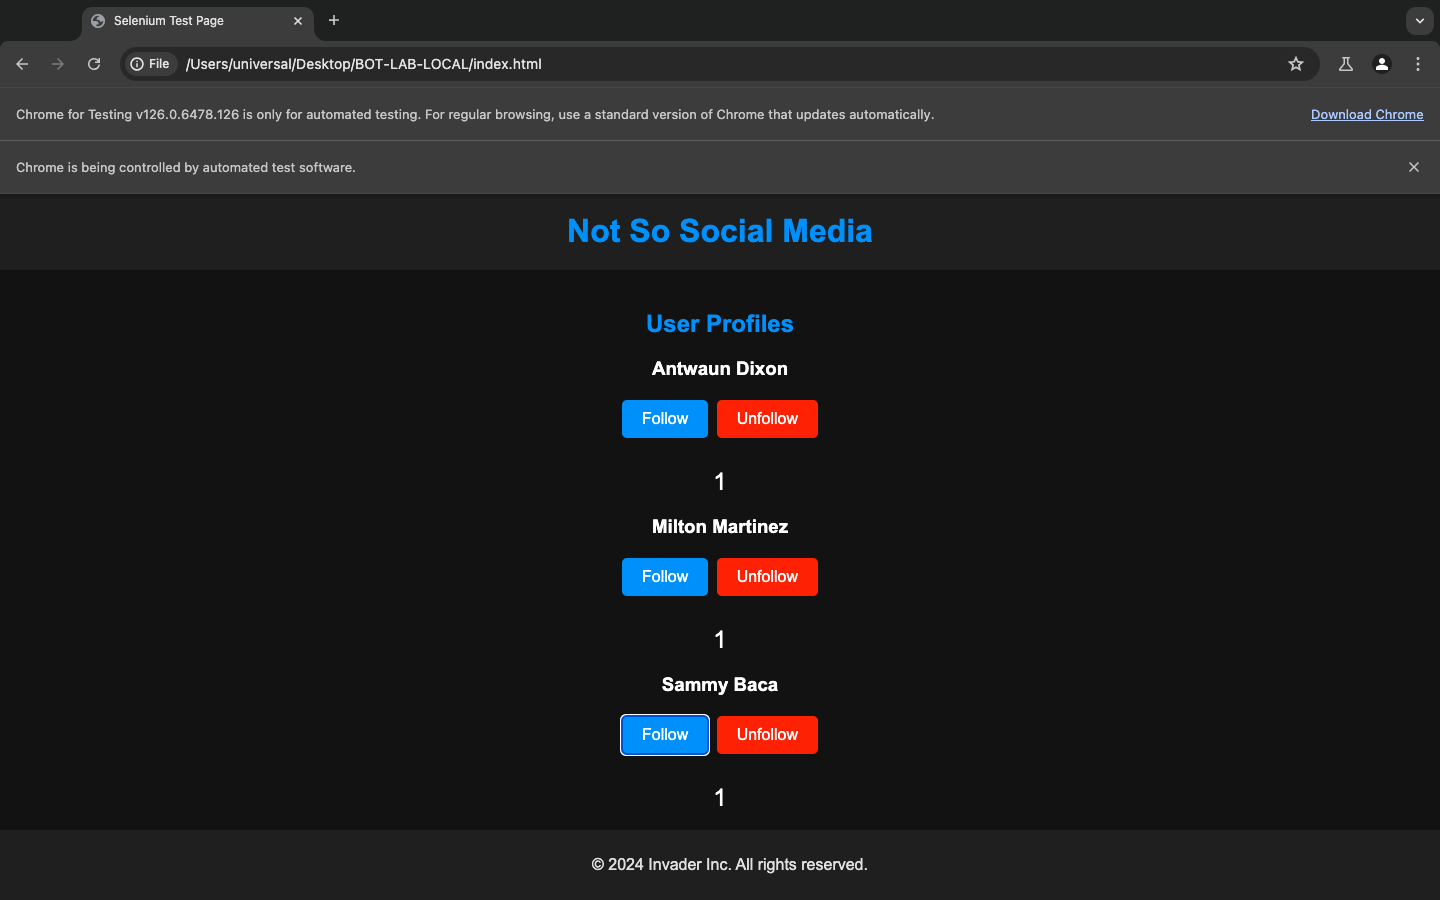 Selenium Test Page
File /Users/universal/Desktop/BOT-LAB-LOCAL/index.html
Chrome for Testing v126.0.6478.126 is only for automated testing. For regular browsing, use a standard version of Chrome that updates automatically. Download Chrome
Chrome is being controlled by automated test software.
Not So Social Media
User Profiles
Antwaun Dixon
Follow Unfollow
1
Milton Martinez
Follow Unfollow
1
Sammy Baca
Follow Unfollow
1
© 2024 Invader Inc. All rights reserved.